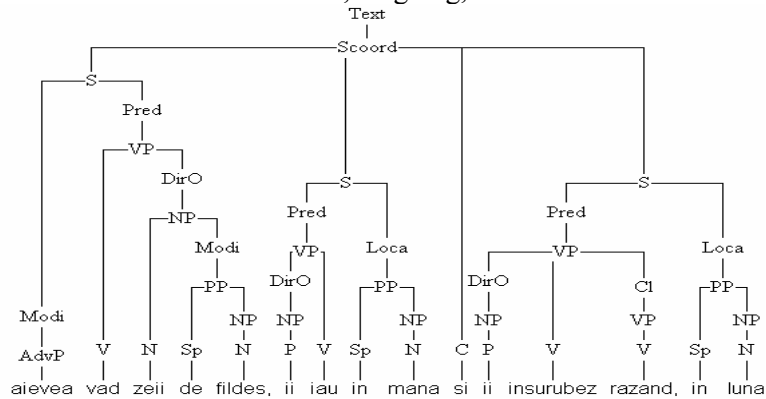 Text
Scoord
S
Pred
VP
DirO
S S
Pred Pred
NP
Modi VP Loca VP Loca
DirO DirO
PP PP Cl PP
Modi NP NP NP NP VP NP
AdvP V N Sp N P V Sp N C P V V Sp N
aievea vad zeii de fildes, ii iau in mana si ii insurubez razand, in luna